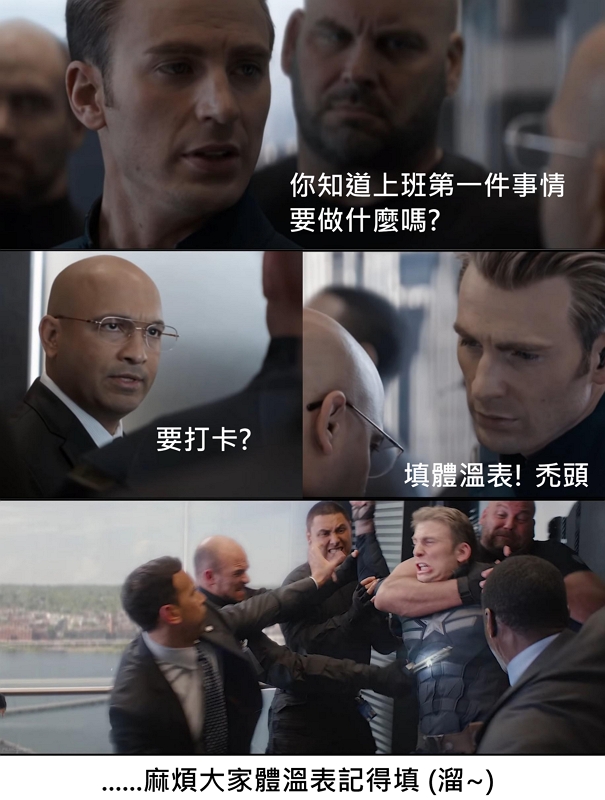 你知道上班第一件事情
要做什麼嗎?
要打卡?
填體溫表! 禿頭
......麻煩大家體溫表記得填 (溜~)